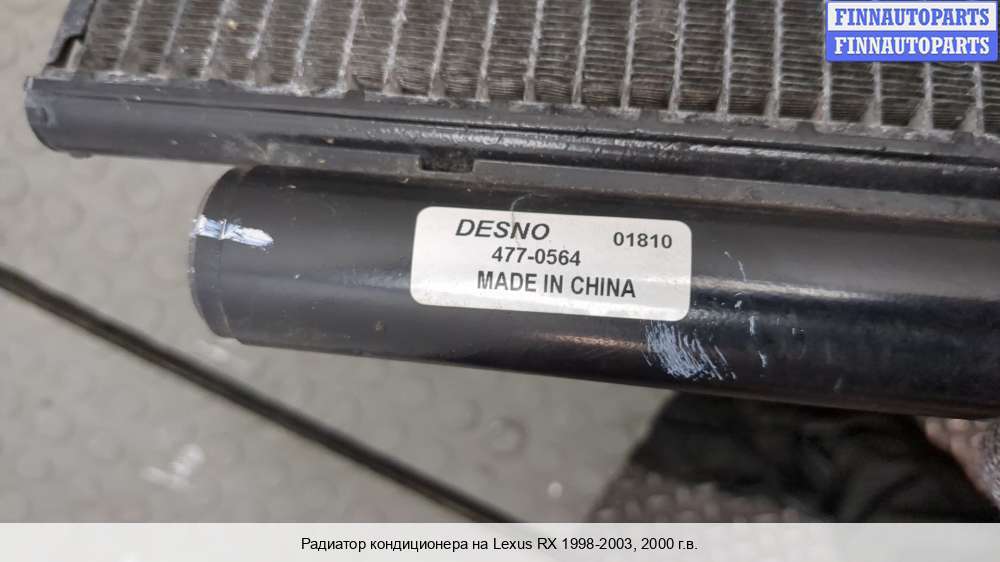 FINNAUTOPARTS
FINNAUTOPARTS
DESNO 01810
477-0564
MADE IN CHINA
Радиатор кондиционера на Lexus RX 1998-2003, 2000 г.в.